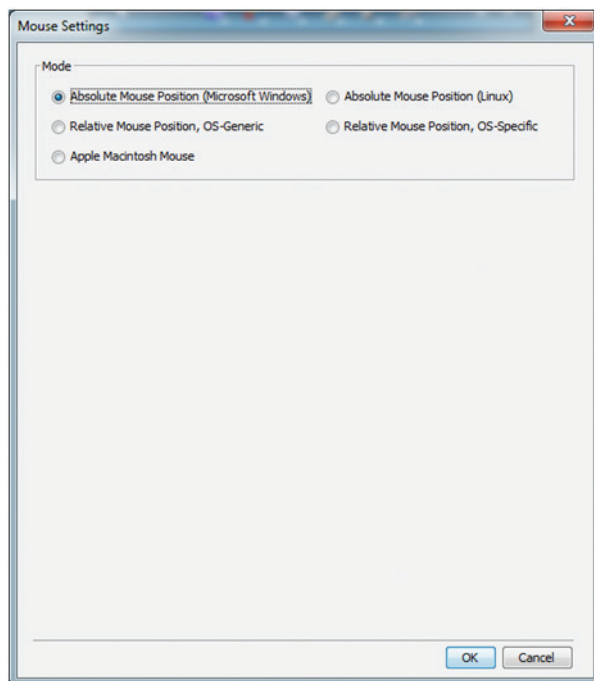 Mouse Settings
Mode
Absolute Mouse Position (Microsoft Windows) Absolute Mouse Position (Linux)
Relative Mouse Position, OS-Generic Relative Mouse Position, OS-Specific
Apple Macintosh Mouse
OK Cancel